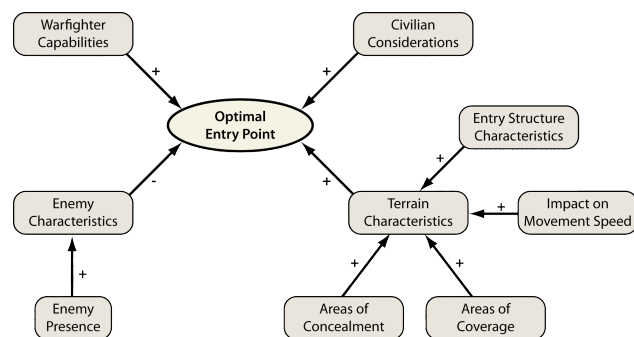 Warfighter
Capabilities
Civilian
Considerations
+
+
Optimal
Entry Point
Entry Structure
Characteristics
+
-
+
Enemy
Characteristics
Terrain
Characteristics
+
Impact on
Movement Speed
+
+
+
Enemy
Presence
Areas of
Concealment
Areas of
Coverage